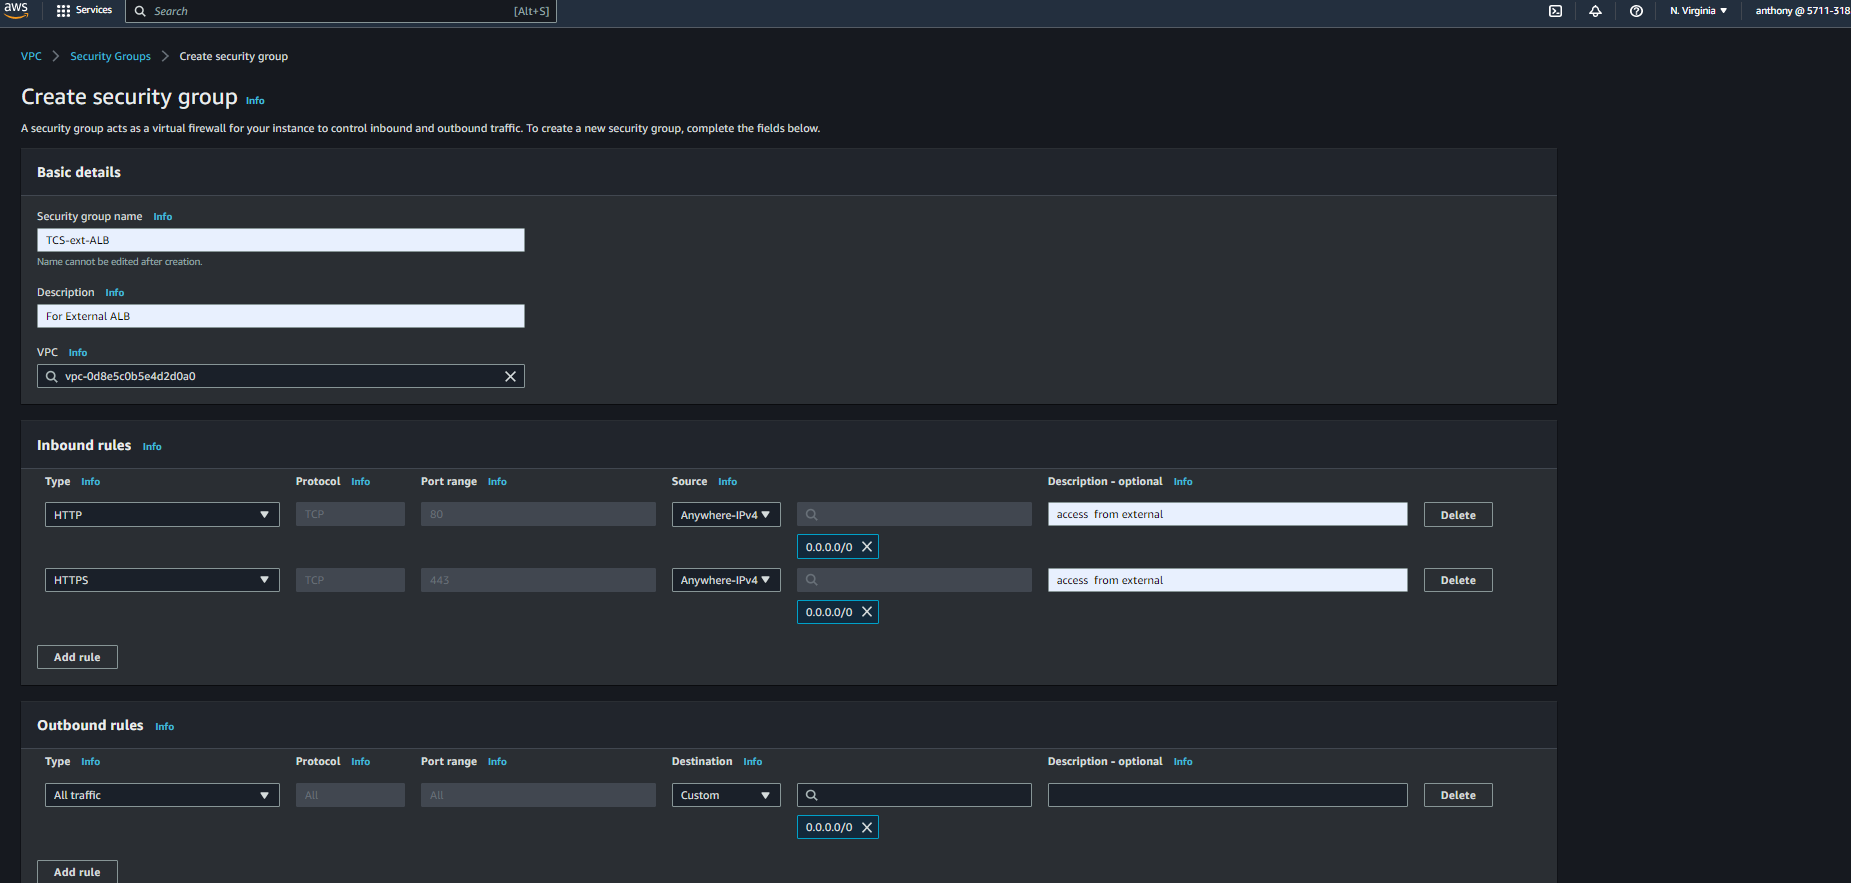 aws Services Search [Alt+S] N. Virginia anthony @ 5711-318
VPC Security Groups Create security group
Create security group Info
A security group acts as a virtual firewall for your instance to control inbound and outbound traffic. To create a new security group, complete the fields below.
Basic details
Security group name Info
TCS-ext-ALB
Name cannot be edited after creation.
Description Info
For External ALB
VPC Info
vpc-0d8e5c0b5e4d2d0a0
Inbound rules Info
Type Info Protocol Info Port range Info Source Info Description - optional Info
HTTP TCP 80 Anywhere-IPv4 access from external Delete
0.0.0.0/0
HTTPS TCP 443 Anywhere-IPv4 access from external Delete
0.0.0.0/0
Add rule
Outbound rules Info
Type Info Protocol Info Port range Info Destination Info Description - optional Info
All traffic All All Custom Delete
0.0.0.0/0
Add rule